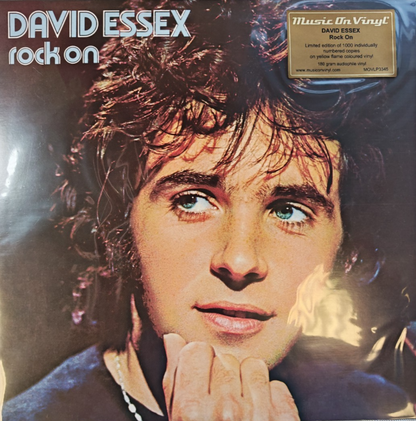 DAVID ESSEX
rock on
Music On Vinyl
DAVID ESSEX
Rock On
Limited edition of 1000 individually
numbered copies
on yellow flame coloured vinyl
180 gram audiophile vinyl
www.musiconvinyl.com